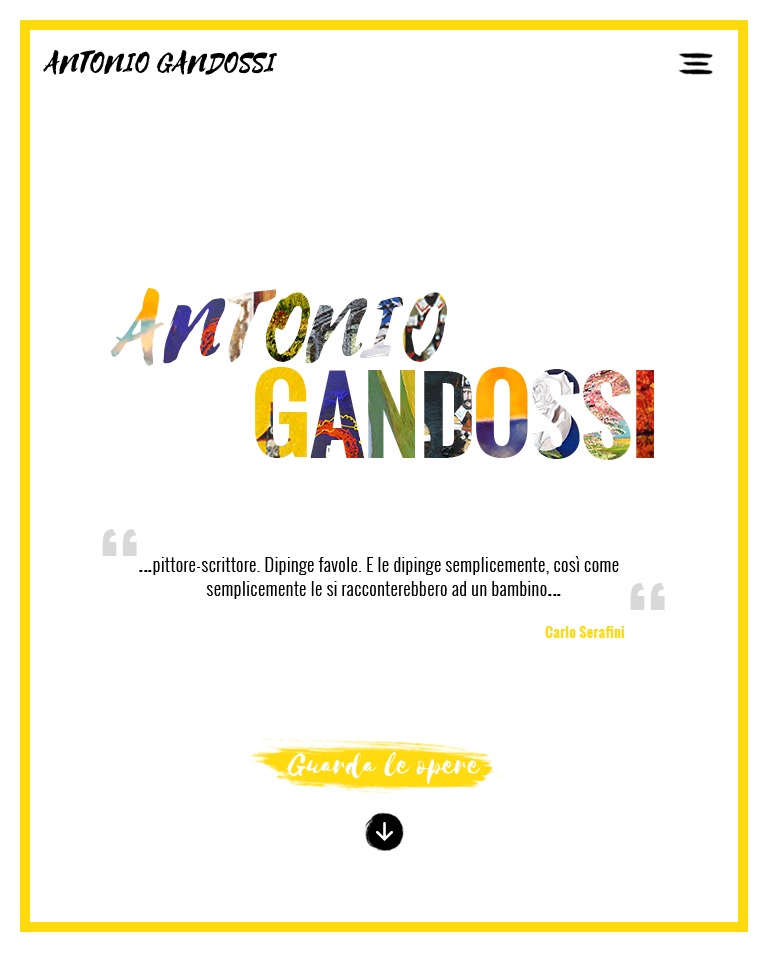 ANTONIO GANDOSSI
ANTONIO
GANDOSSI
“ ...pittore-scrittore. Dipinge favole. E le dipinge semplicemente, così come
semplicemente le si racconterebbero ad un bambino... “
Carlo Serafini
Guarda le opere